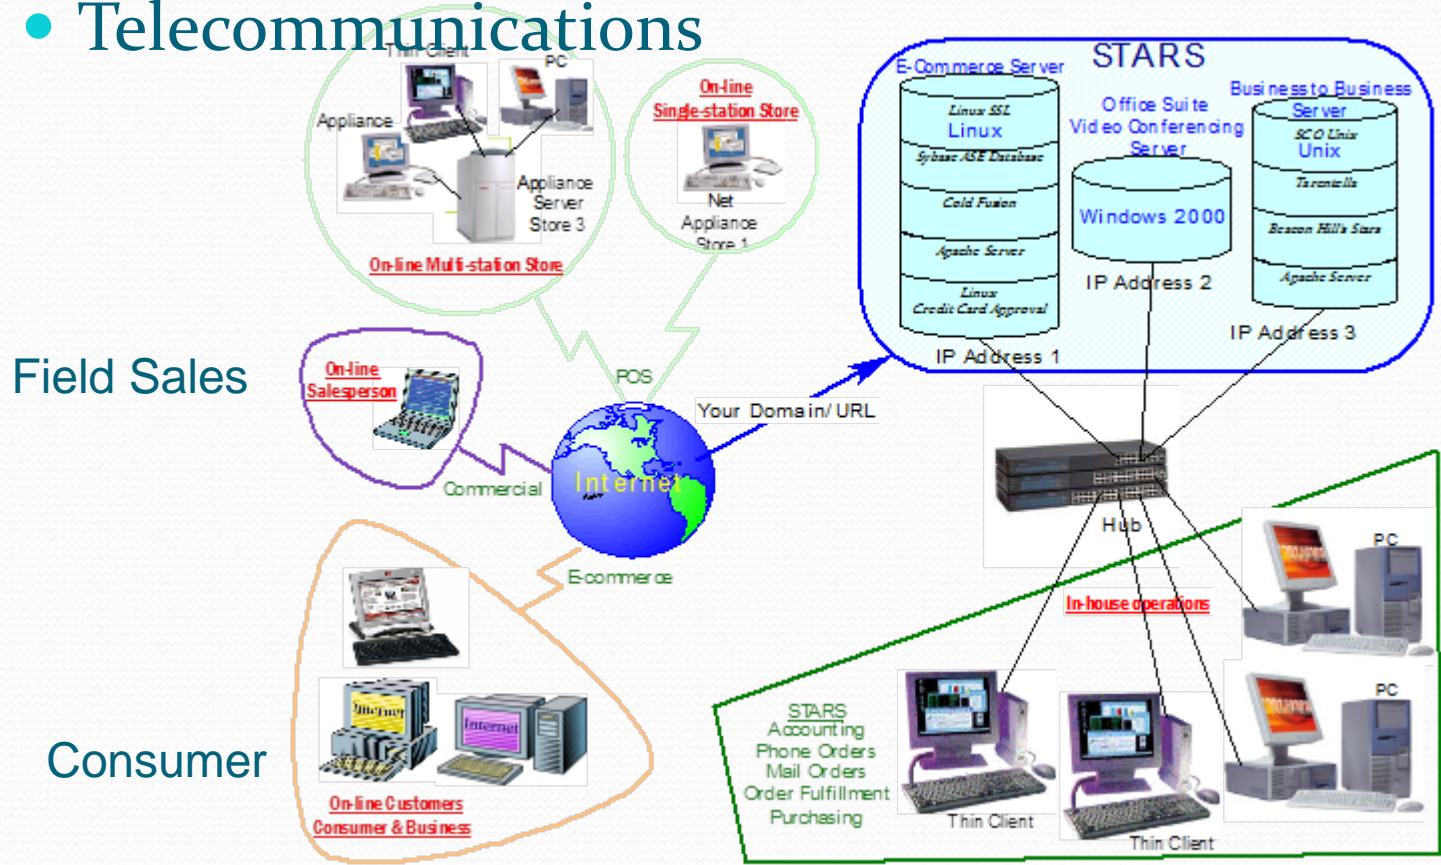 • Telecommunications
Thin Client
PC
Appliance
Appliance
Server
Store 3
On-line Multi-station Store
On-line
Single-station Store
Net
Appliance
Store 1
STARS
E-Commerce Server
Linux SSL
Linux
Sybase ASE Database
Cold Fusion
Apache Server
Linux
Credit Card Approval
IP Address 1
Office Suite
Video Conferencing
Server
Windows 2000
IP Address 2
Business to Business
Server
SCO Unix
Unix
Tarentella
Beacon Hill's Stars
Apache Server
IP Address 3
Field Sales
On-line
Salesperson
Commercial
POS
Your Domain/URL
Internet
E-commerce
Hub
In-house operations
PC
PC
Consumer
Internet
Internet
On-line Customers
Consumer & Business
STARS
Accounting
Phone Orders
Mail Orders
Order Fulfillment
Purchasing
Thin Client
Thin Client